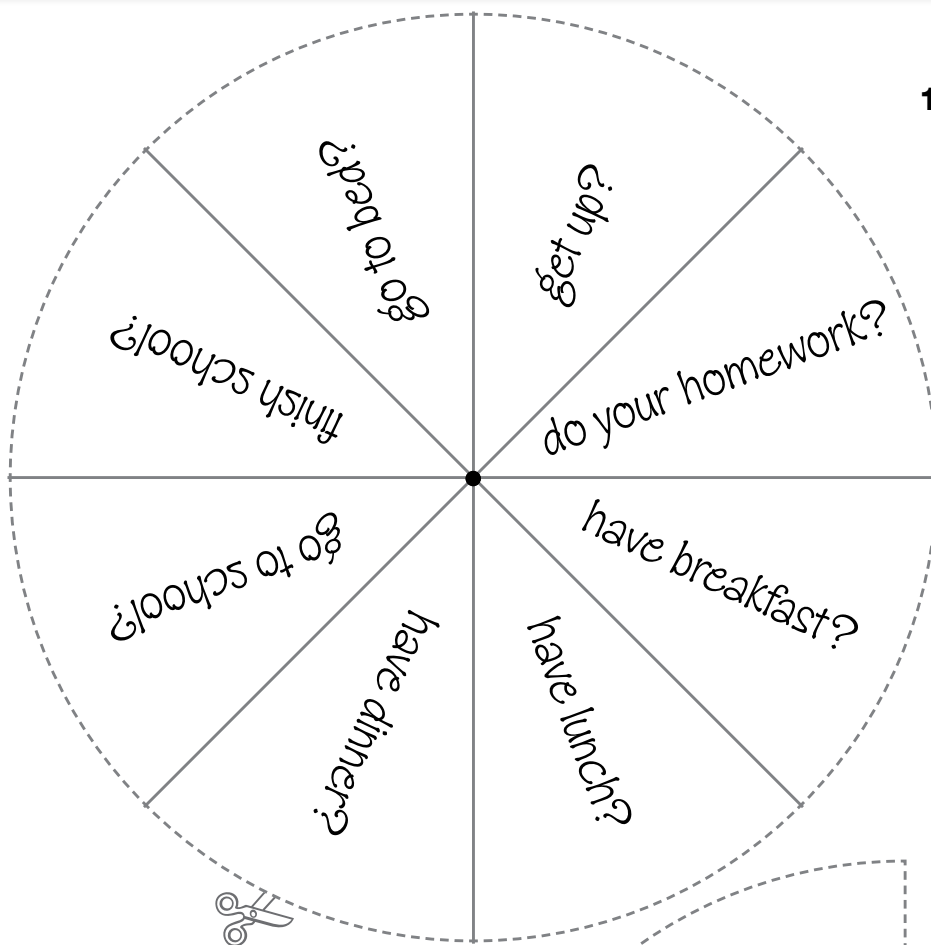 get up?
do your homework?
have breakfast?
have lunch?
have dinner?
go to school?
finish school?
go to bed?
1